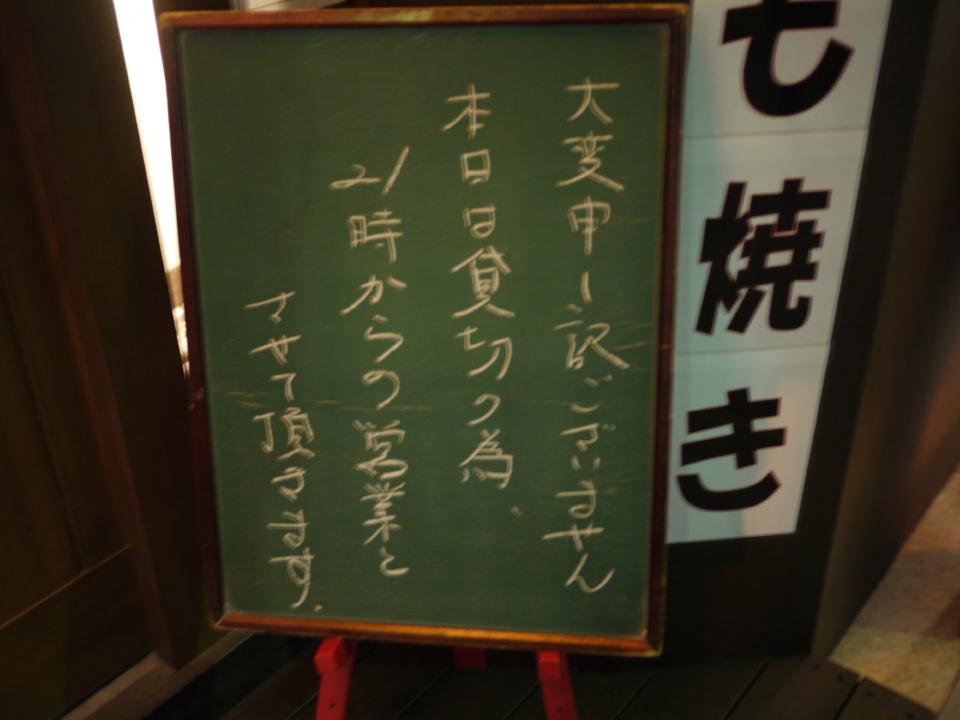 も焼き
大変申し訳ございません
本日は貸切の為、
21時からの営業と
させて頂きます.